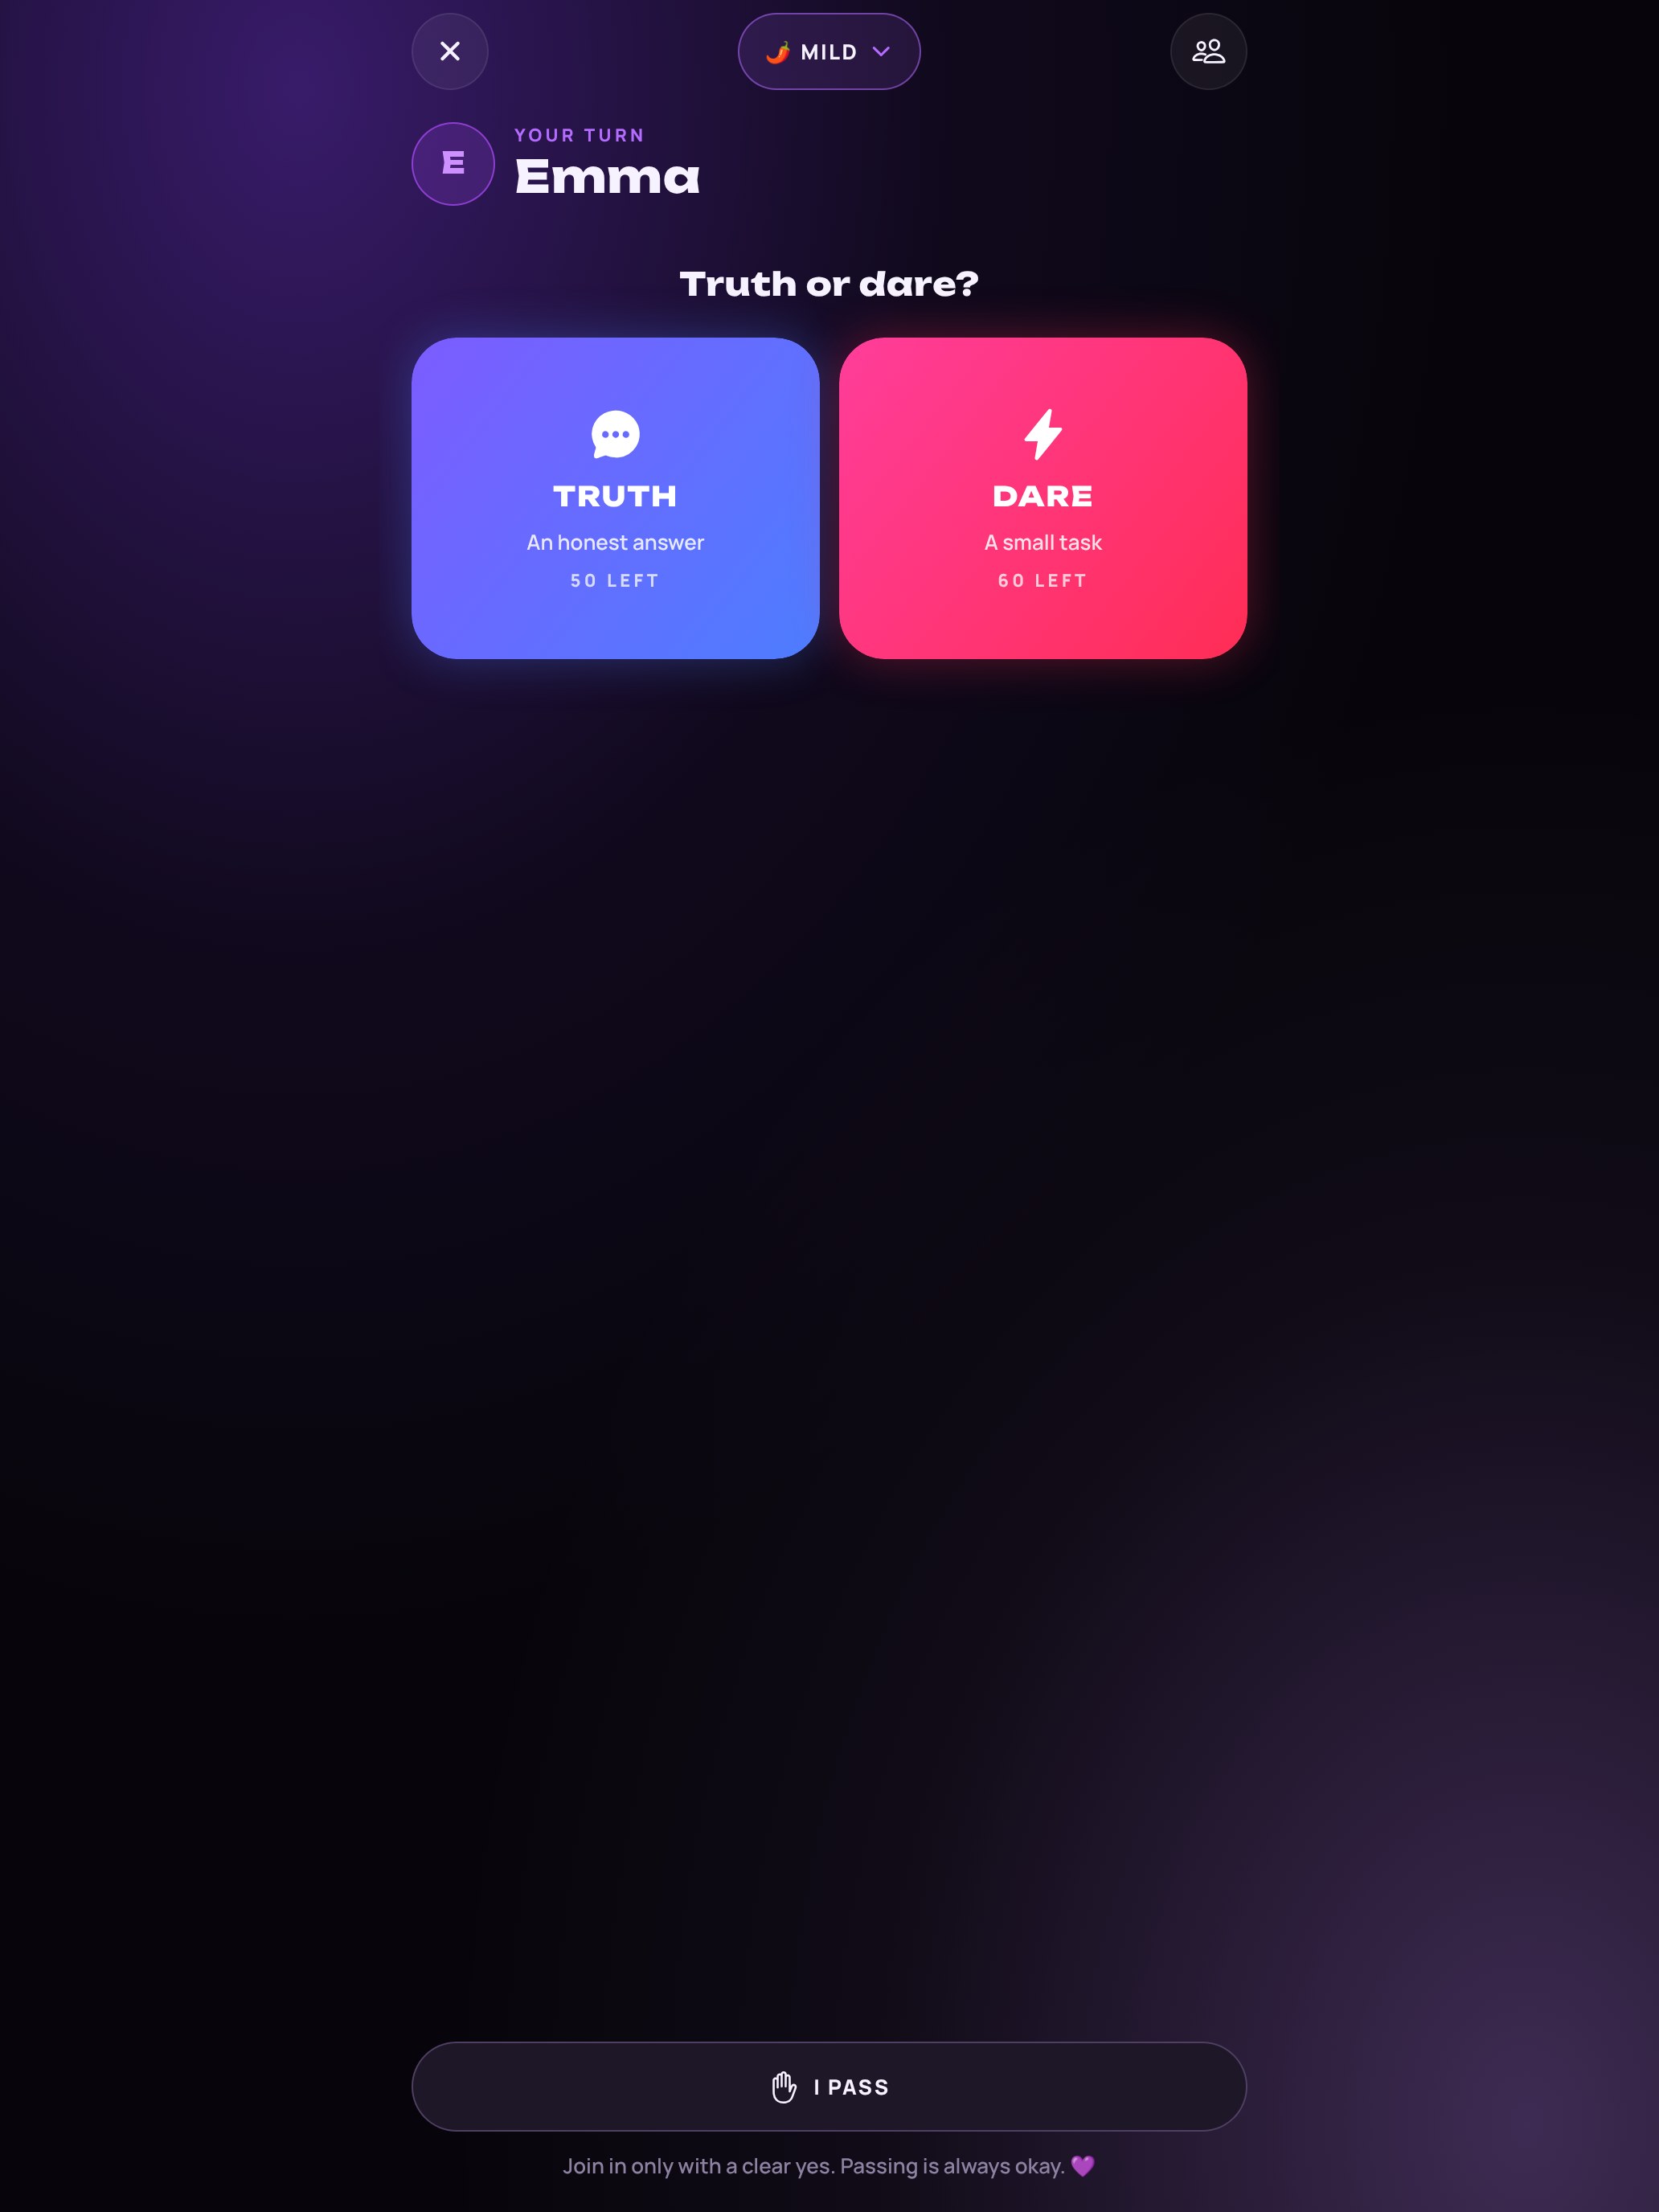 🌶️ MILD
E
YOUR TURN
Emma
Truth or dare?
TRUTH
An honest answer
50 LEFT
DARE
A small task
60 LEFT
I PASS
Join in only with a clear yes. Passing is always okay. 💜